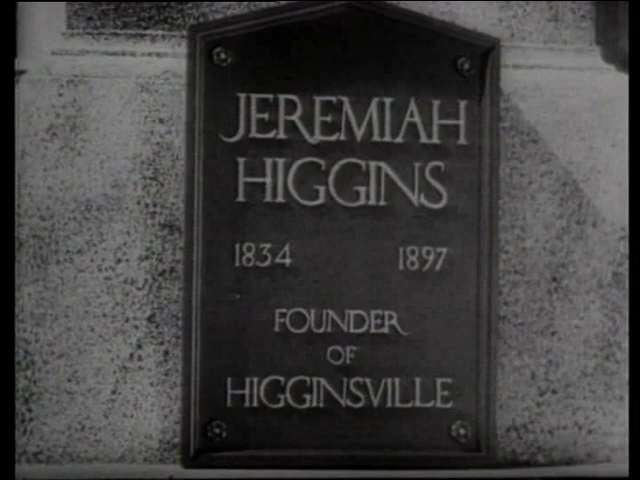 JEREMIAH
HIGGINS
1834 1897
FOUNDER
OF
HIGGINSVILLE